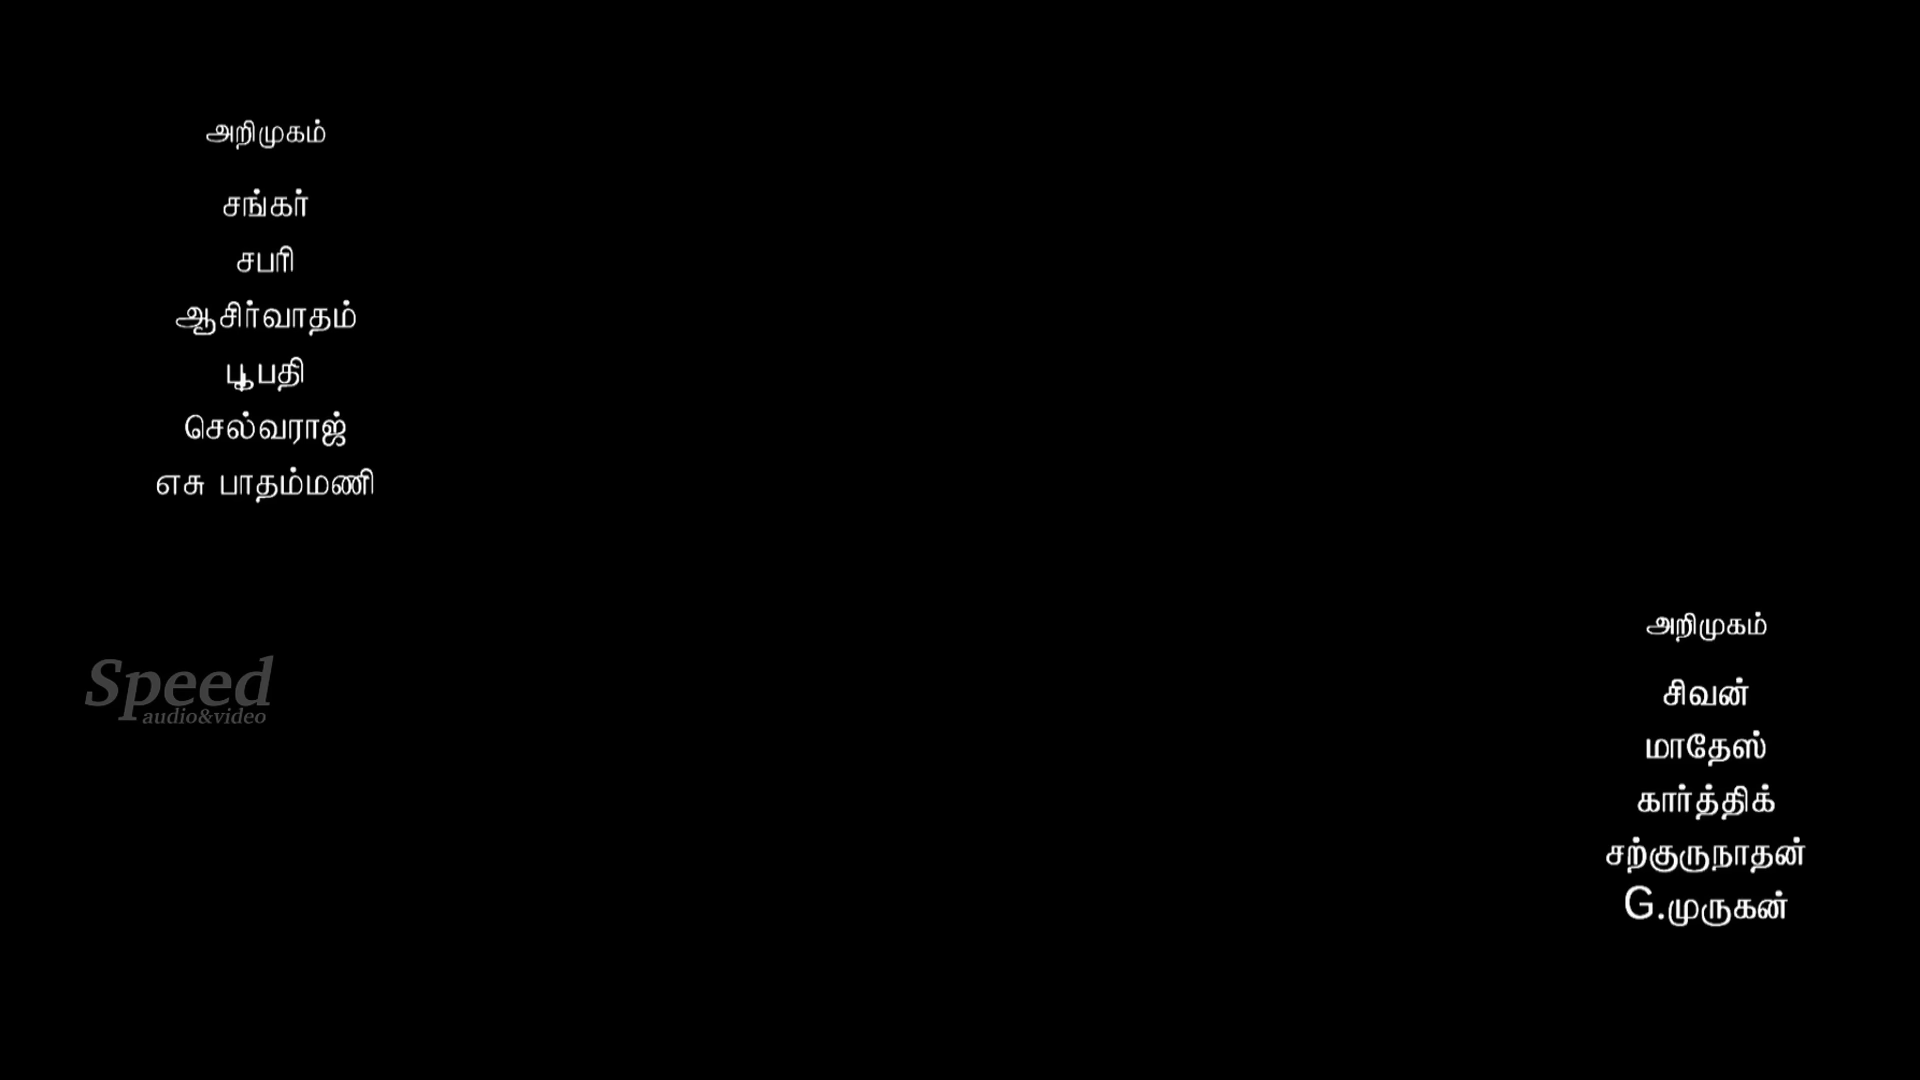 அறிமுகம்
சங்கர்
சபரி
ஆசிர்வாதம்
பூபதி
செல்வராஜ்
எசு பாதம்மணி
Speed
audio&video
அறிமுகம்
சிவன்
மாதேஸ்
கார்த்திக்
சற்குருநாதன்
G.முருகன்